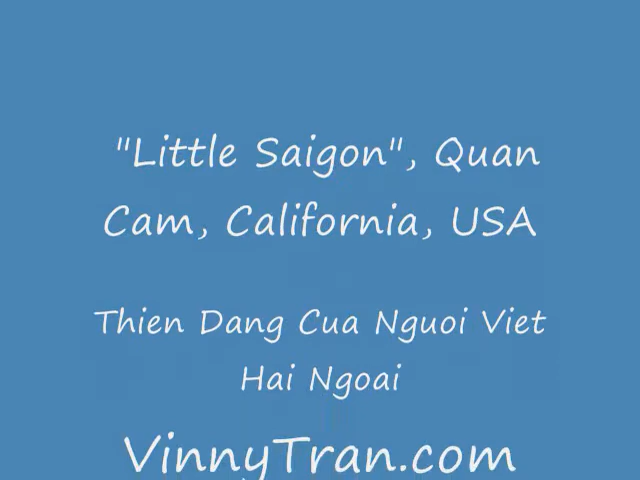 "Little Saigon", Quan
Cam, California, USA
Thien Dang Cua Nguoi Viet
Hai Ngoai
VinnyTran.com